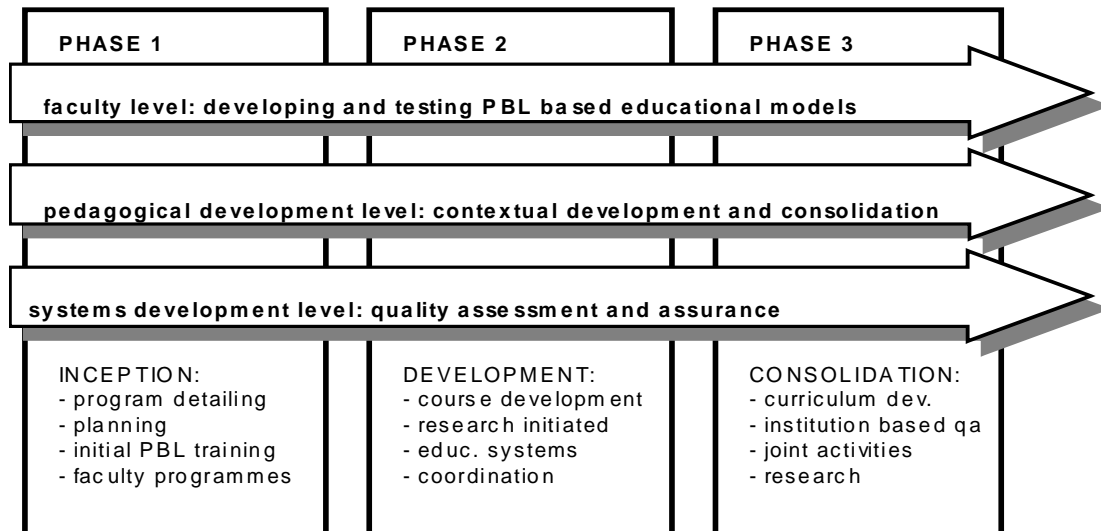 PHASE 1
PHASE 2
PHASE 3
faculty level: developing and testing PBL based educational models
pedagogical development level: contextual development and consolidation
systems development level: quality assessment and assurance
INCEPTION:
- program detailing
- planning
- initial PBL training
- faculty programmes
DEVELOPMENT:
- course development
- research initiated
- educ. systems
- coordination
CONSOLIDATION:
- curriculum dev.
- institution based qa
- joint activities
- research